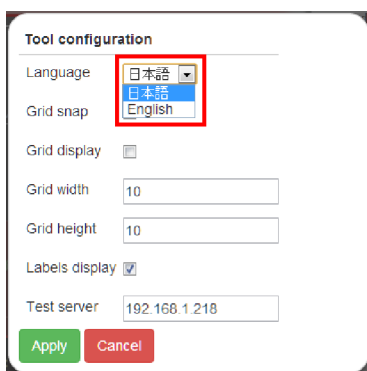 Tool configuration
Language 日本語
日本語
English
Grid snap
Grid display
Grid width 10
Grid height 10
Labels display
Test server 192.168.1.218
Apply Cancel